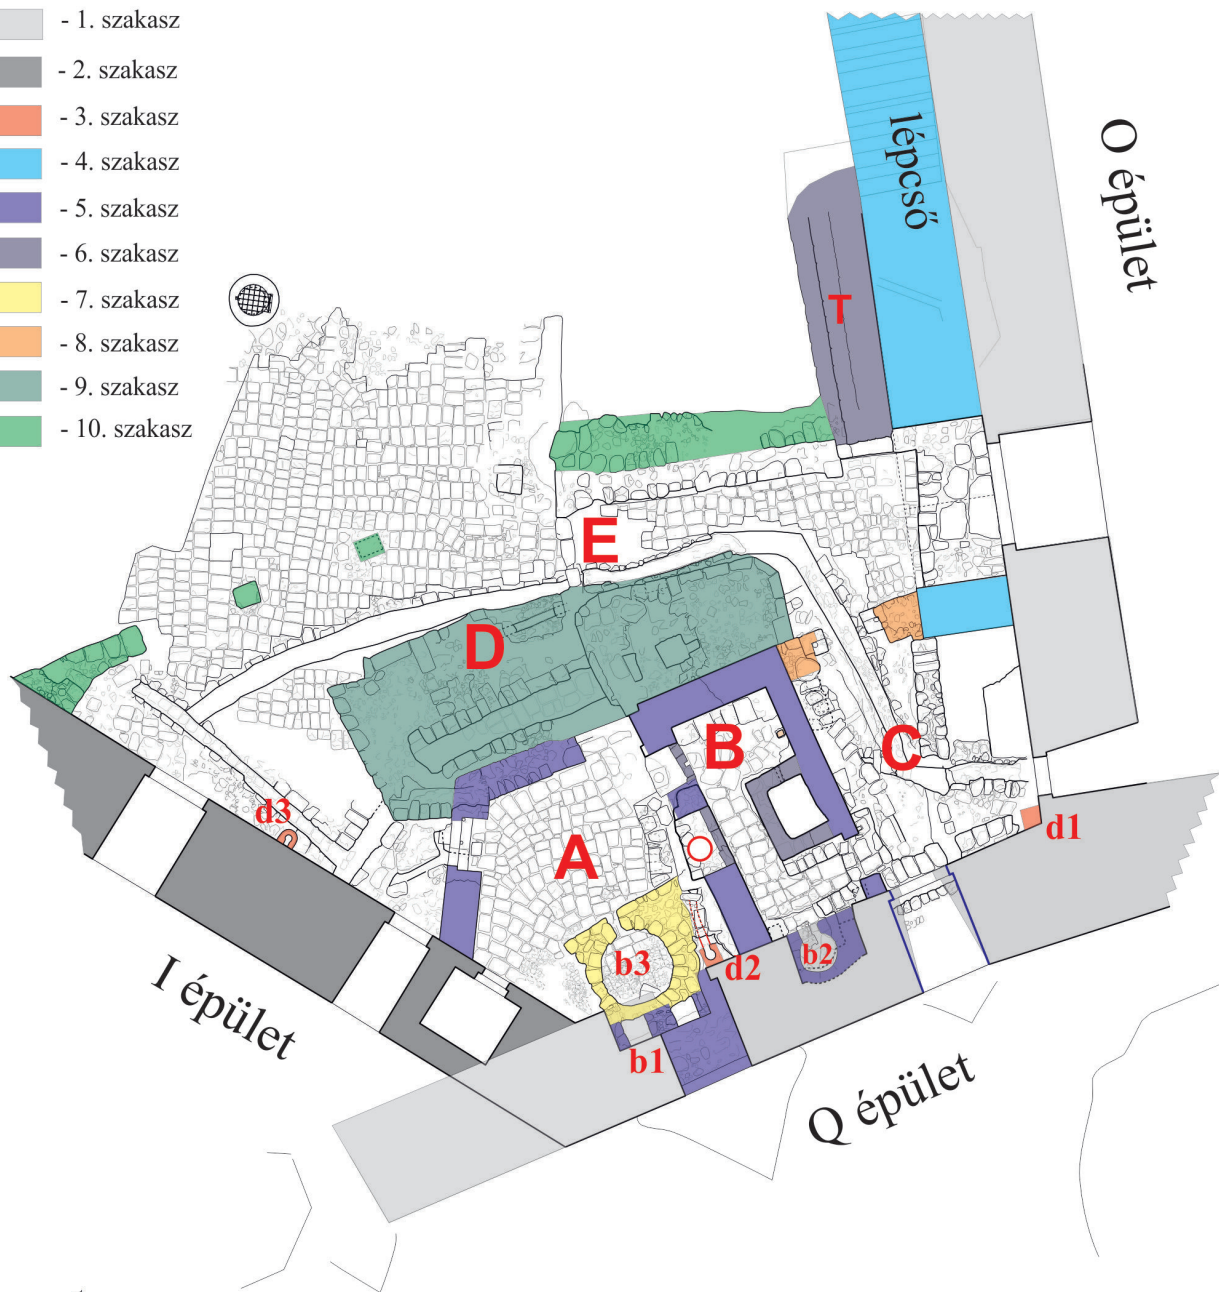 - 1. szakasz
- 2. szakasz
- 3. szakasz
- 4. szakasz
- 5. szakasz
- 6. szakasz
- 7. szakasz
- 8. szakasz
- 9. szakasz
- 10. szakasz
lépcső
O épület
T
E
D
B
C
A
d3
d1
b3
d2
b2
b1
I épület
Q épület